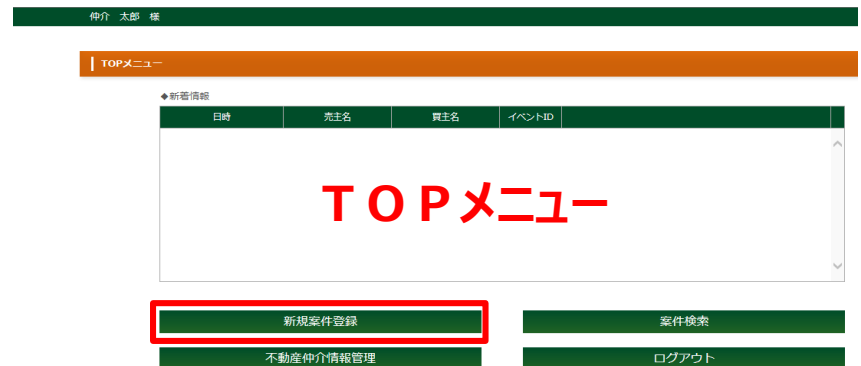 仲介 太郎 様
TOPメニュー
◆新着情報
日時 売主名 買主名 イベントID
TOPメニュー
新規案件登録 案件検索
不動産仲介情報管理 ログアウト